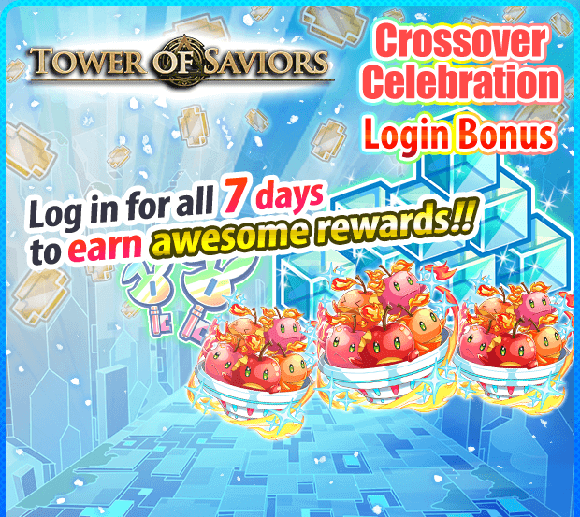 TOWER OF SAVIORS
Crossover
Celebration
Login Bonus
Log in for all 7 days
to earn awesome rewards!!